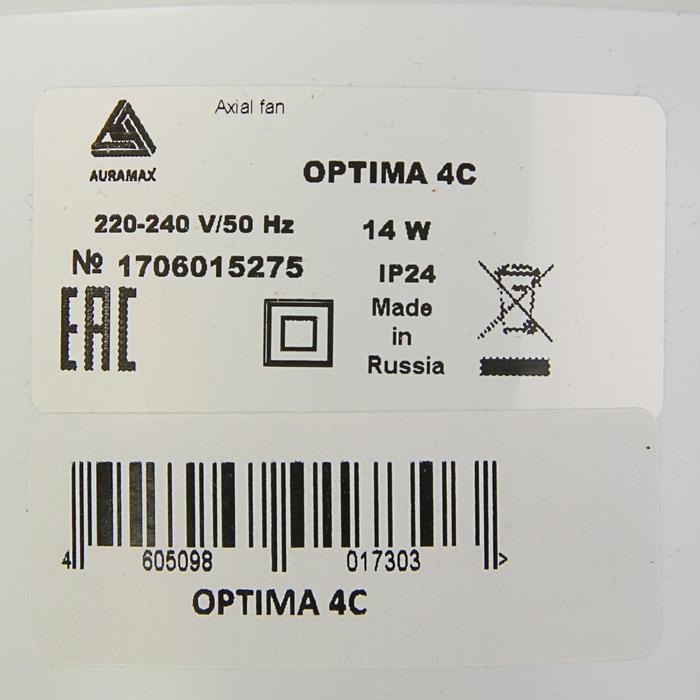 Axial fan
AURAMAX
OPTIMA 4C
220-240 V/50 Hz
14 W
№ 1706015275
IP24
EAC
Made
in
Russia
4 605098 017303 >
OPTIMA 4C